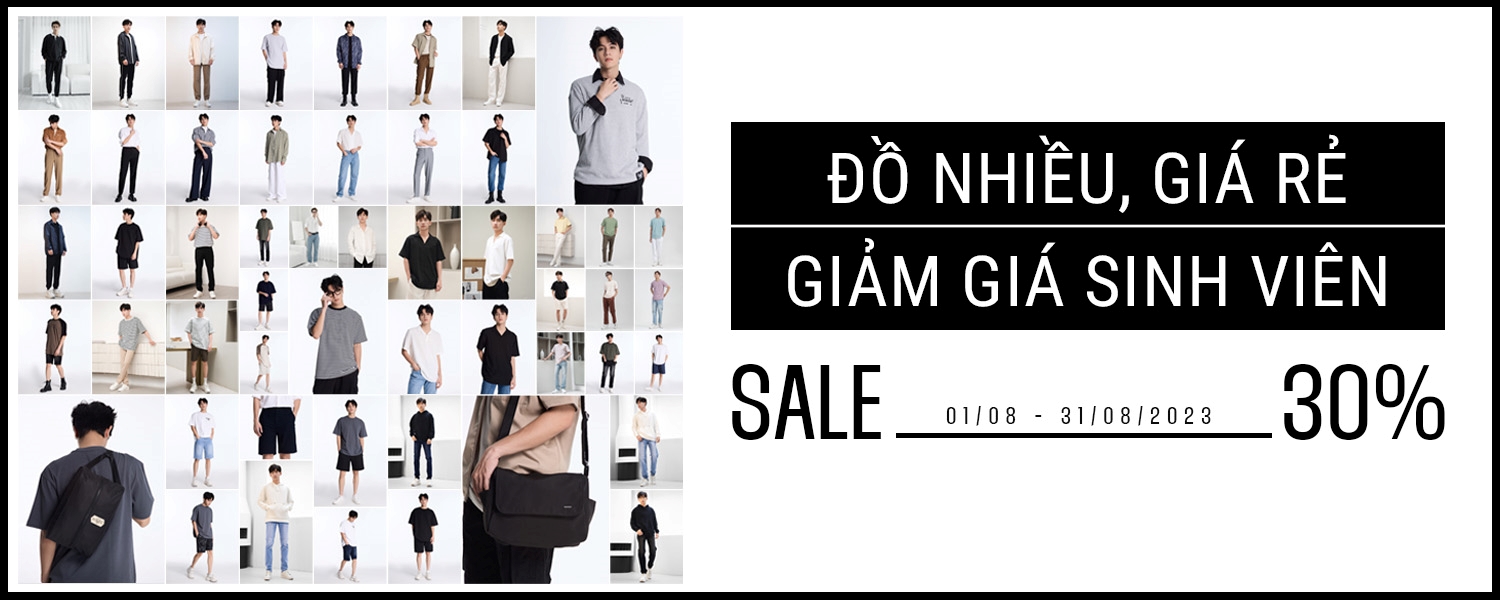 ĐỒ NHIỀU, GIÁ RẺ
GIẢM GIÁ SINH VIÊN
SALE 01/08 - 31/08/2023 30%